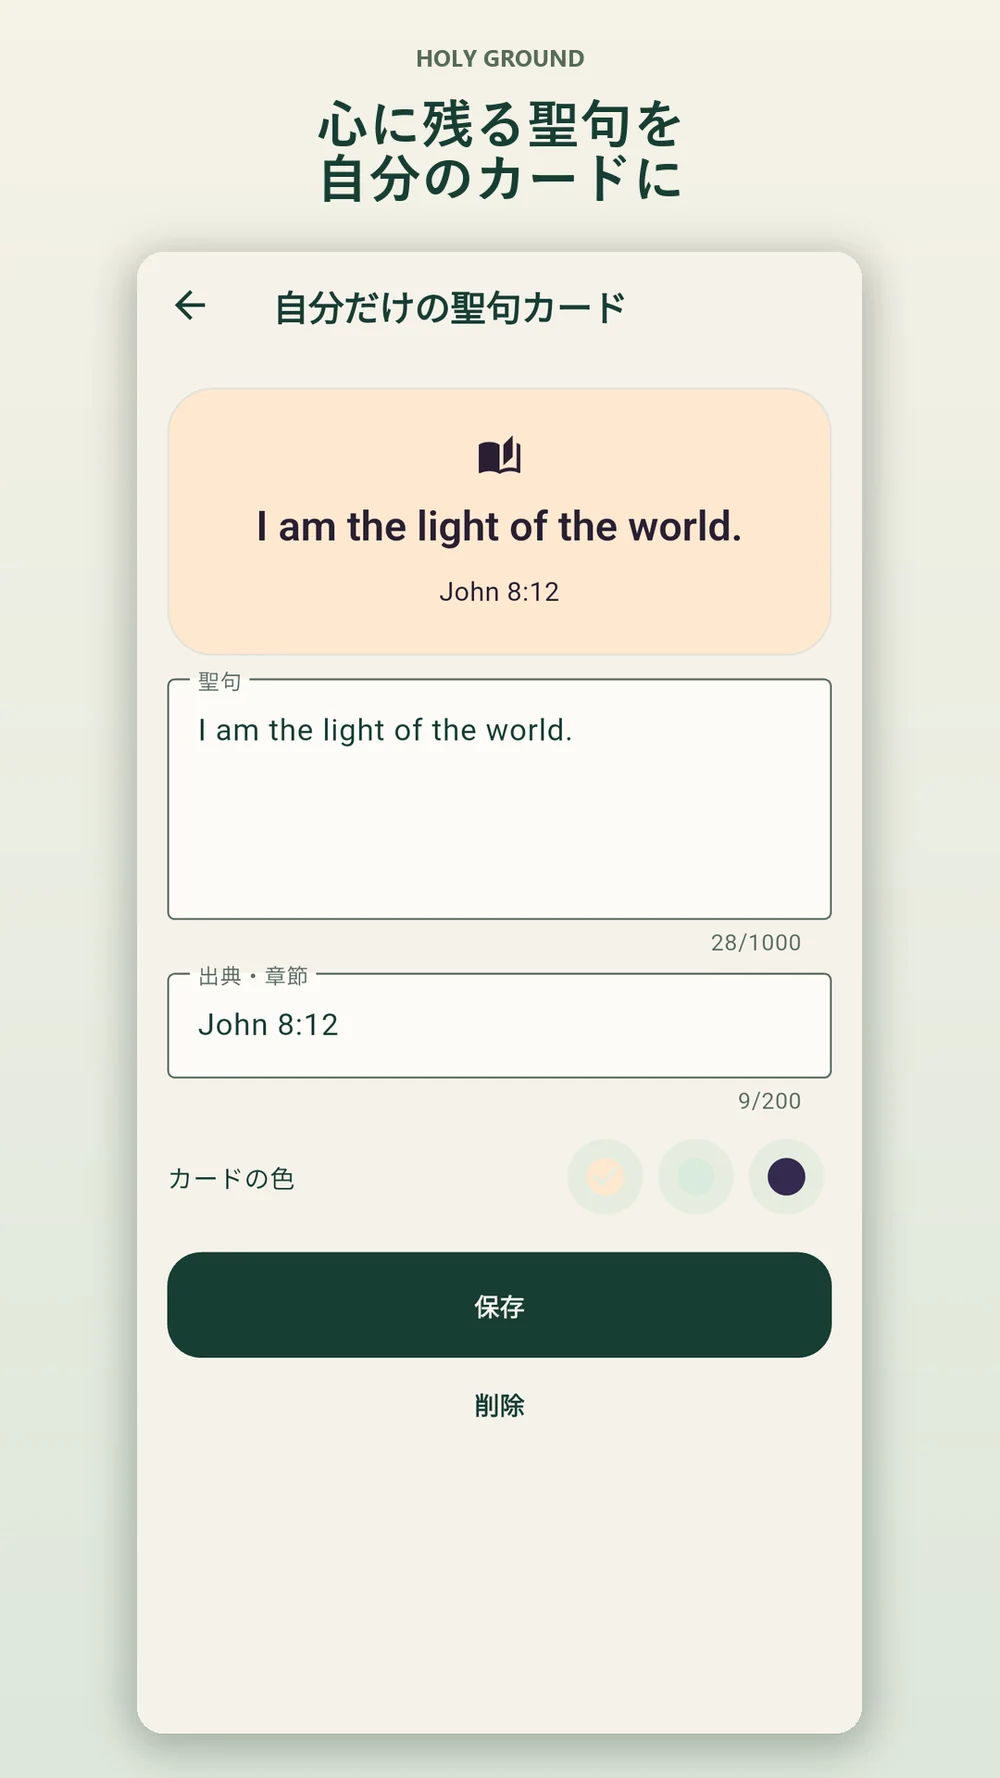 HOLY GROUND
心に残る聖句を
自分のカードに
自分だけの聖句カード
I am the light of the world.
John 8:12
聖句
I am the light of the world.
28/1000
出典・章節
John 8:12
9/200
カードの色
保存
削除